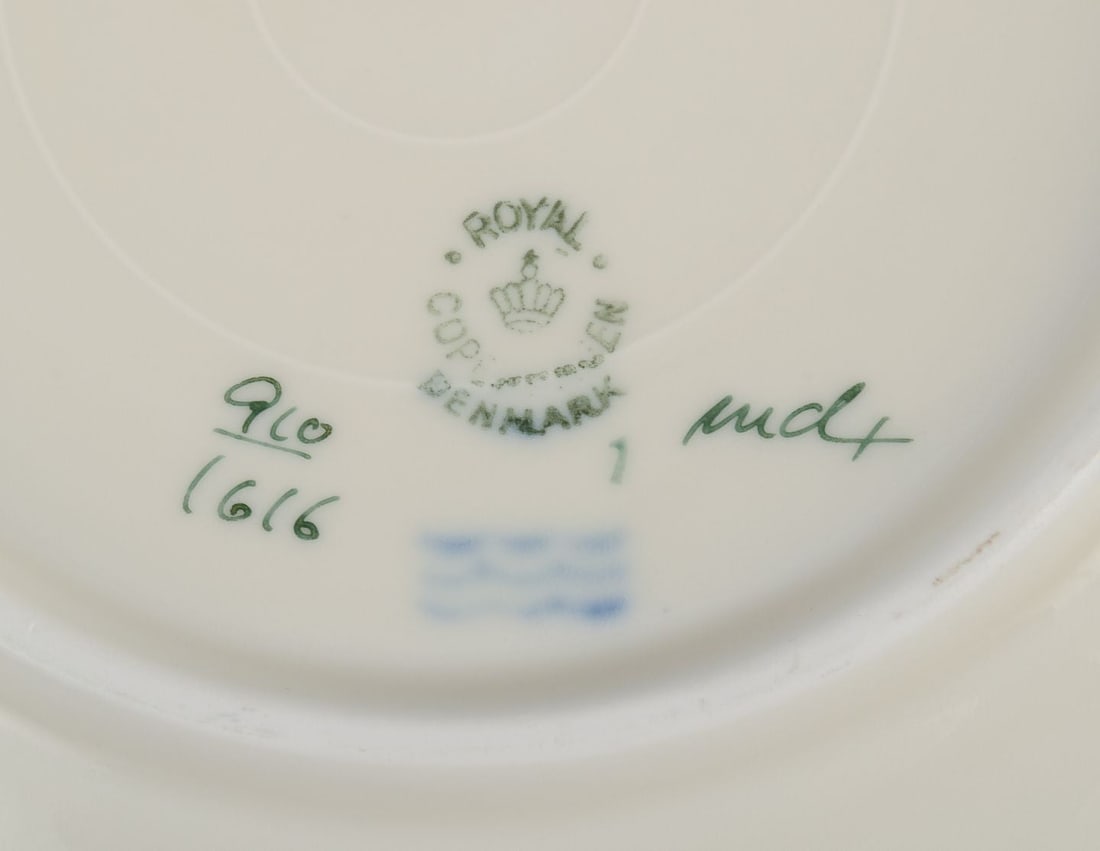 ROYAL
COPENHAGEN
DENMARK
910
1616
1